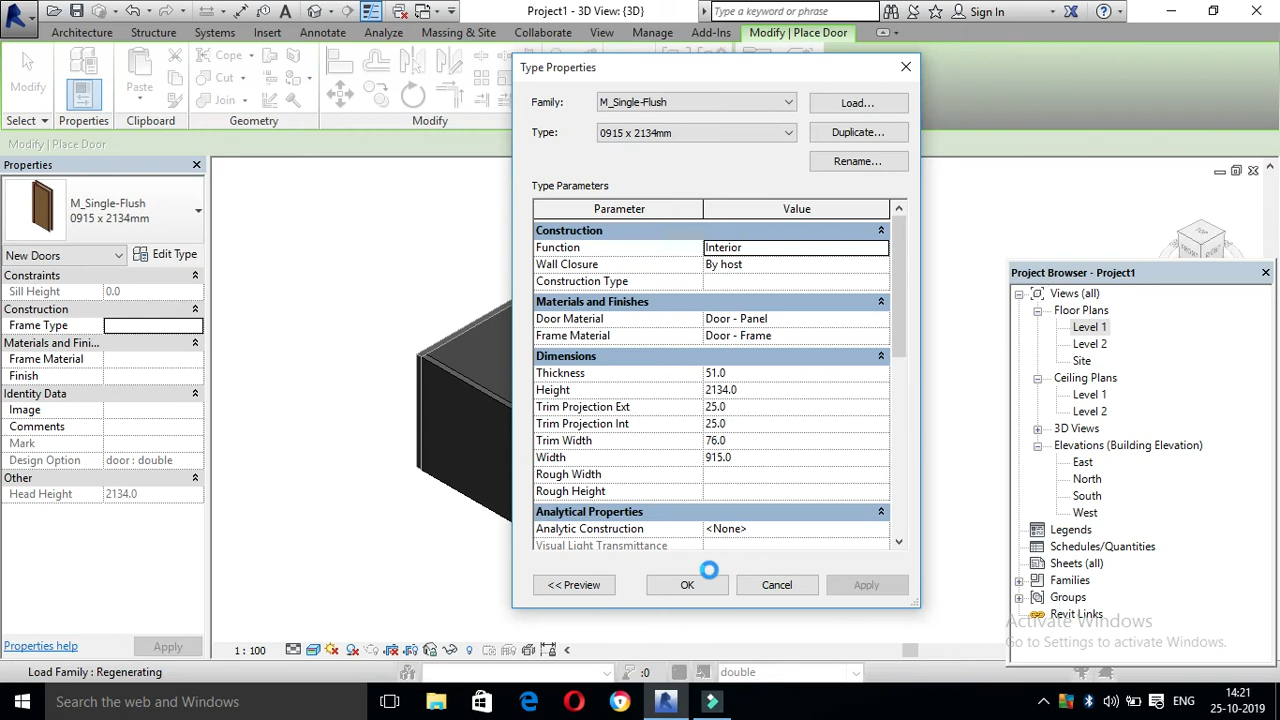 Project1 - 3D View: {3D}
Type a keyword or phrase
Sign In
Architecture
Structure
Systems
Insert
Annotate
Analyze
Massing & Site
Collaborate
View
Manage
Add-Ins
Modify | Place Door
Modify
Paste
Cope
Cut
Join
Select
Properties
Clipboard
Geometry
Modify
Modify | Place Door
Properties
M_Single-Flush
0915 x 2134mm
New Doors
Edit Type
Constraints
Sill Height 0.0
Construction
Frame Type
Materials and Fini...
Frame Material
Finish
Identity Data
Image
Comments
Mark
Design Option door : double
Other
Head Height 2134.0
Properties help
Apply
Type Properties
Family: M_Single-Flush Load...
Type: 0915 x 2134mm Duplicate...
Rename...
Type Parameters
Parameter Value
Construction
Function Interior
Wall Closure By host
Construction Type
Materials and Finishes
Door Material Door - Panel
Frame Material Door - Frame
Dimensions
Thickness 51.0
Height 2134.0
Trim Projection Ext 25.0
Trim Projection Int 25.0
Trim Width 76.0
Width 915.0
Rough Width
Rough Height
Analytical Properties
Analytic Construction <None>
Visual Light Transmittance
<< Preview OK Cancel Apply
TOP
Project Browser - Project1
Views (all)
Floor Plans
Level 1
Level 2
Site
Ceiling Plans
Level 1
Level 2
3D Views
Elevations (Building Elevation)
East
North
South
West
Legends
Schedules/Quantities
Sheets (all)
Families
Groups
Revit Links
Activate Windows
Go to Settings to activate Windows.
1 : 100
Load Family : Regenerating
:0
double
Search the web and Windows
ENG
14:21
25-10-2019